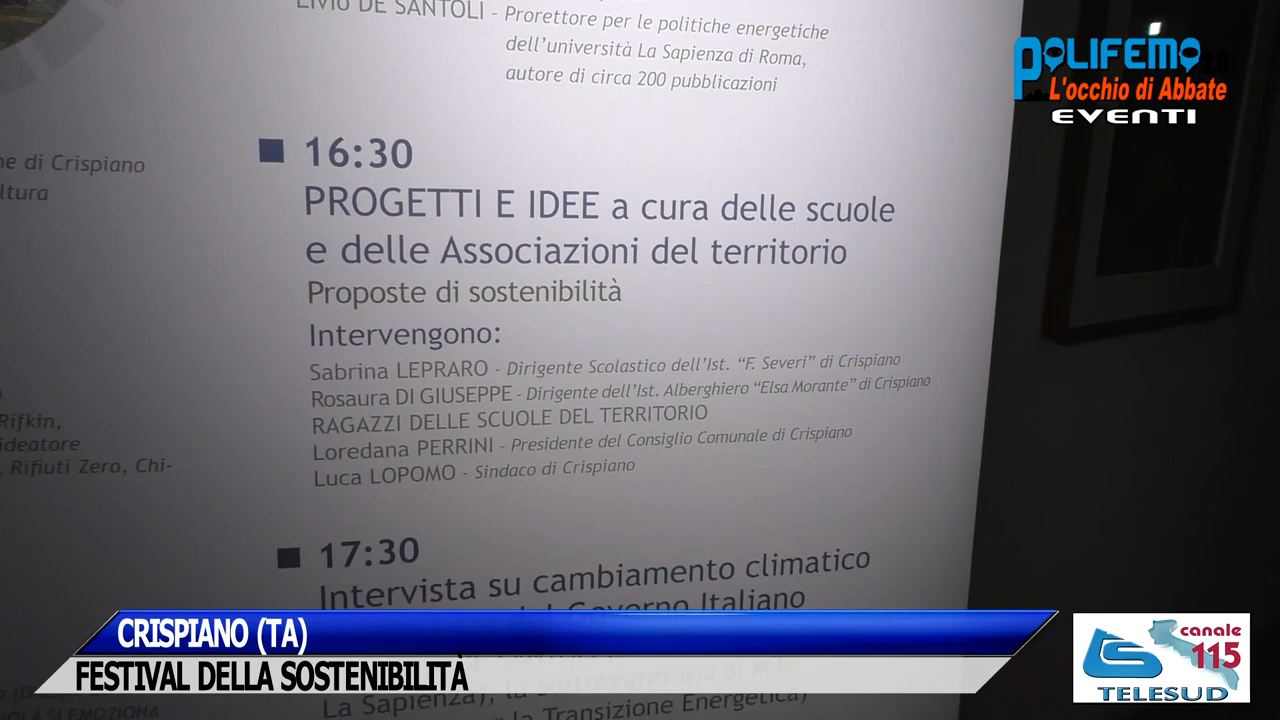 LIVIO DE SANTOLI - Prorettore per le politiche energetiche
dell'università La Sapienza di Roma,
autore di circa 200 pubblicazioni
16:30
PROGETTI E IDEE a cura delle scuole
e delle Associazioni del territorio
Proposte di sostenibilità
Intervengono:
Sabrina LEPRARO - Dirigente Scolastico dell'Ist. "F. Severi" di Crispiano
Rosaura DI GIUSEPPE - Dirigente dell'Ist. Alberghiero "Elsa Morante" di Crispiano
RAGAZZI DELLE SCUOLE DEL TERRITORIO
Loredana PERRINI - Presidente del Consiglio Comunale di Crispiano
Luca LOPOMO - Sindaco di Crispiano
17:30
Intervista su cambiamento climatico
Governo Italiano
La Sapienza), la sottosegretaria al
la Transizione Energetica)
ne di Crispiano
ltura
Rifkin,
ideatore
, Rifiuti Zero, Chi-
POLIFEMO
L'occhio di Abbate
EVENTI
CRISPIANO (TA)
FESTIVAL DELLA SOSTENIBILITÀ
canale
115
TELESUD